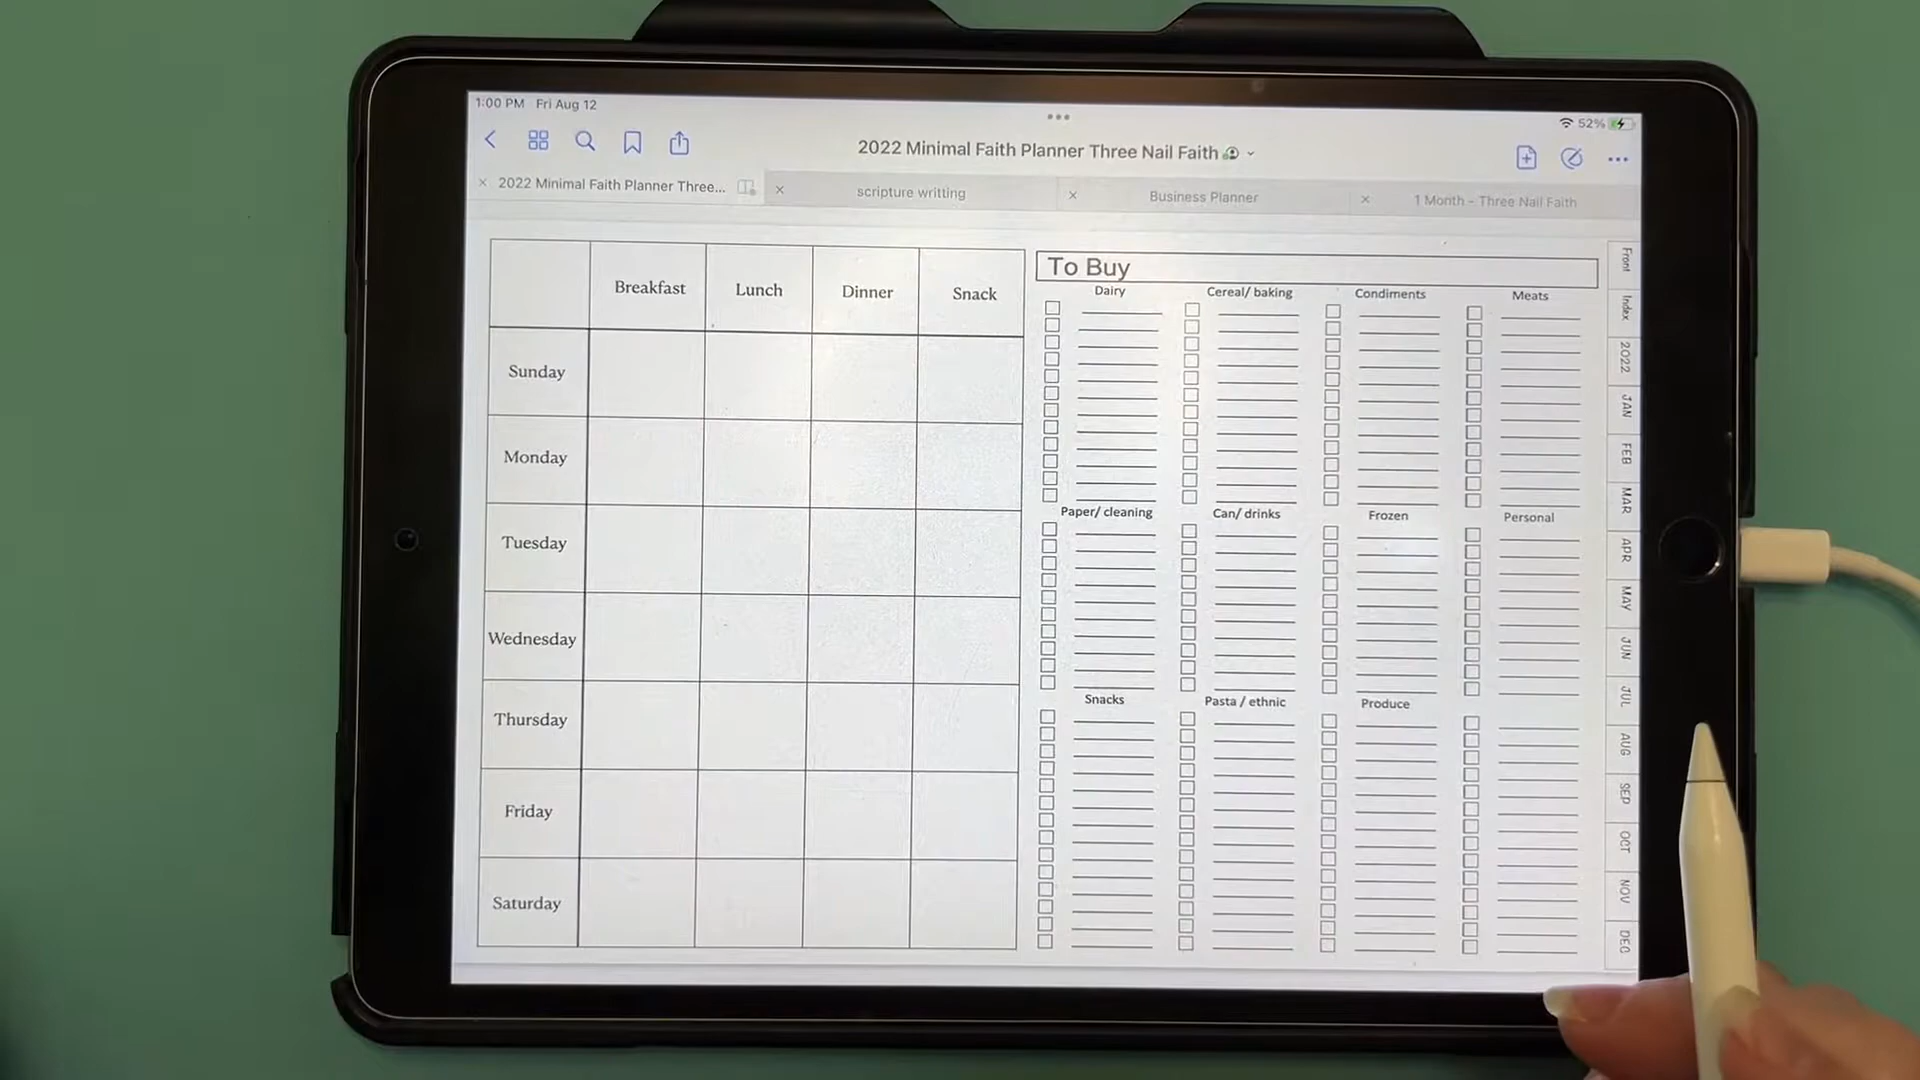 1:00 PM Fri Aug 12
52%
2022 Minimal Faith Planner Three Nail Faith
2022 Minimal Faith Planner Three...
scripture writting
Business Planner
1 Month - Three Nail Faith
Breakfast Lunch Dinner Snack
Sunday
Monday
Tuesday
Wednesday
Thursday
Friday
Saturday
To Buy
Dairy Cereal/ baking Condiments Meats
Paper/ cleaning Can/ drinks Frozen Personal
Snacks Pasta / ethnic Produce
Front
Index
2022
JAN
FEB
MAR
APR
MAY
JUN
JUL
AUG
SEP
OCT
NOV
DEC